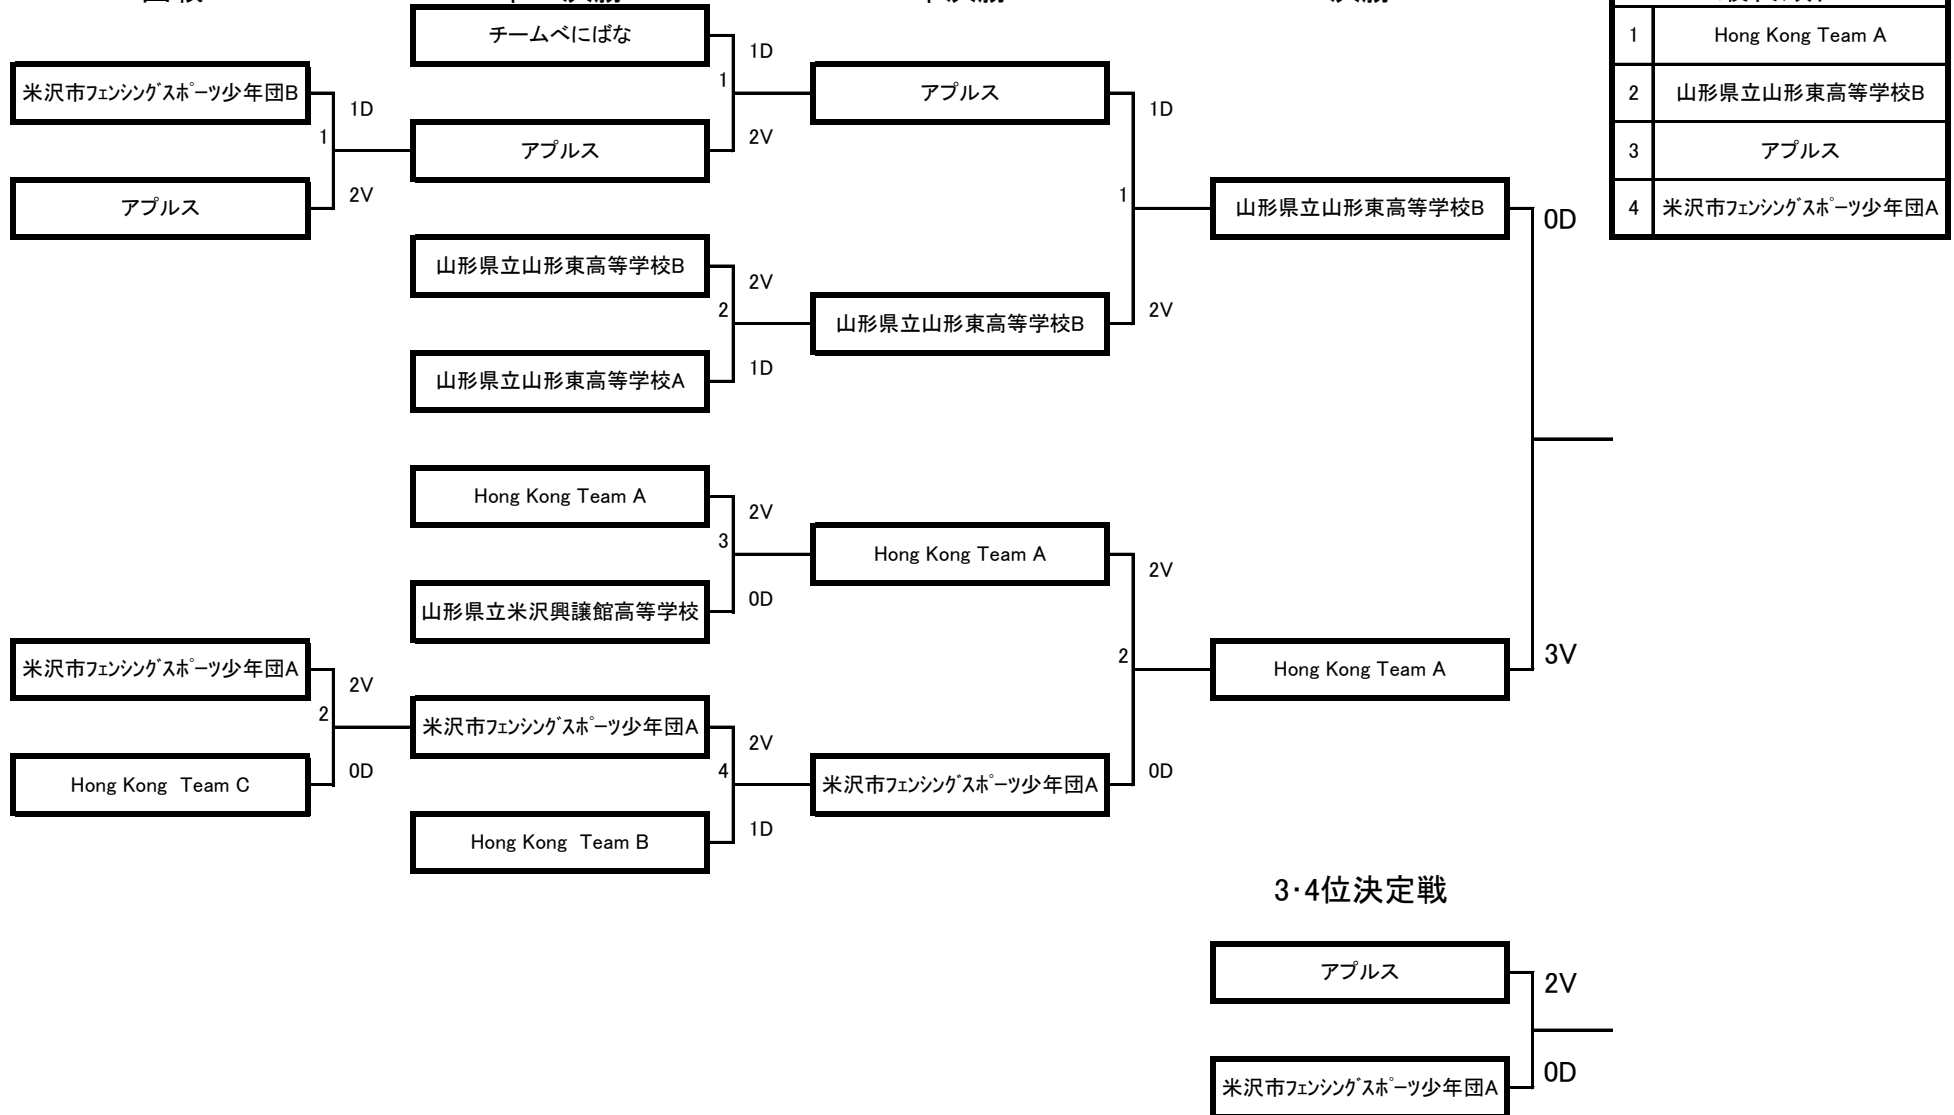 チームべにばな
1D
1
米沢市ﾌｪﾝｼﾝｸﾞｽﾎﾟｰﾂ少年団B
1D
1
アプルス
2V
アプルス
2V
アプルス
1D
1
山形県立山形東高等学校B
2V
2
山形県立山形東高等学校A
1D
山形県立山形東高等学校B
2V
山形県立山形東高等学校B
0D
Hong Kong Team A
2V
3
山形県立米沢興譲館高等学校
0D
Hong Kong Team A
2V
2
米沢市ﾌｪﾝｼﾝｸﾞｽﾎﾟｰﾂ少年団A
2V
2
Hong Kong Team C
0D
米沢市ﾌｪﾝｼﾝｸﾞｽﾎﾟｰﾂ少年団A
2V
4
Hong Kong Team B
1D
米沢市ﾌｪﾝｼﾝｸﾞｽﾎﾟｰﾂ少年団A
0D
Hong Kong Team A
3V
1 Hong Kong Team A
2 山形県立山形東高等学校B
3 アプルス
4 米沢市ﾌｪﾝｼﾝｸﾞｽﾎﾟｰﾂ少年団A
3・4位決定戦
アプルス
2V
米沢市ﾌｪﾝｼﾝｸﾞｽﾎﾟｰﾂ少年団A
0D